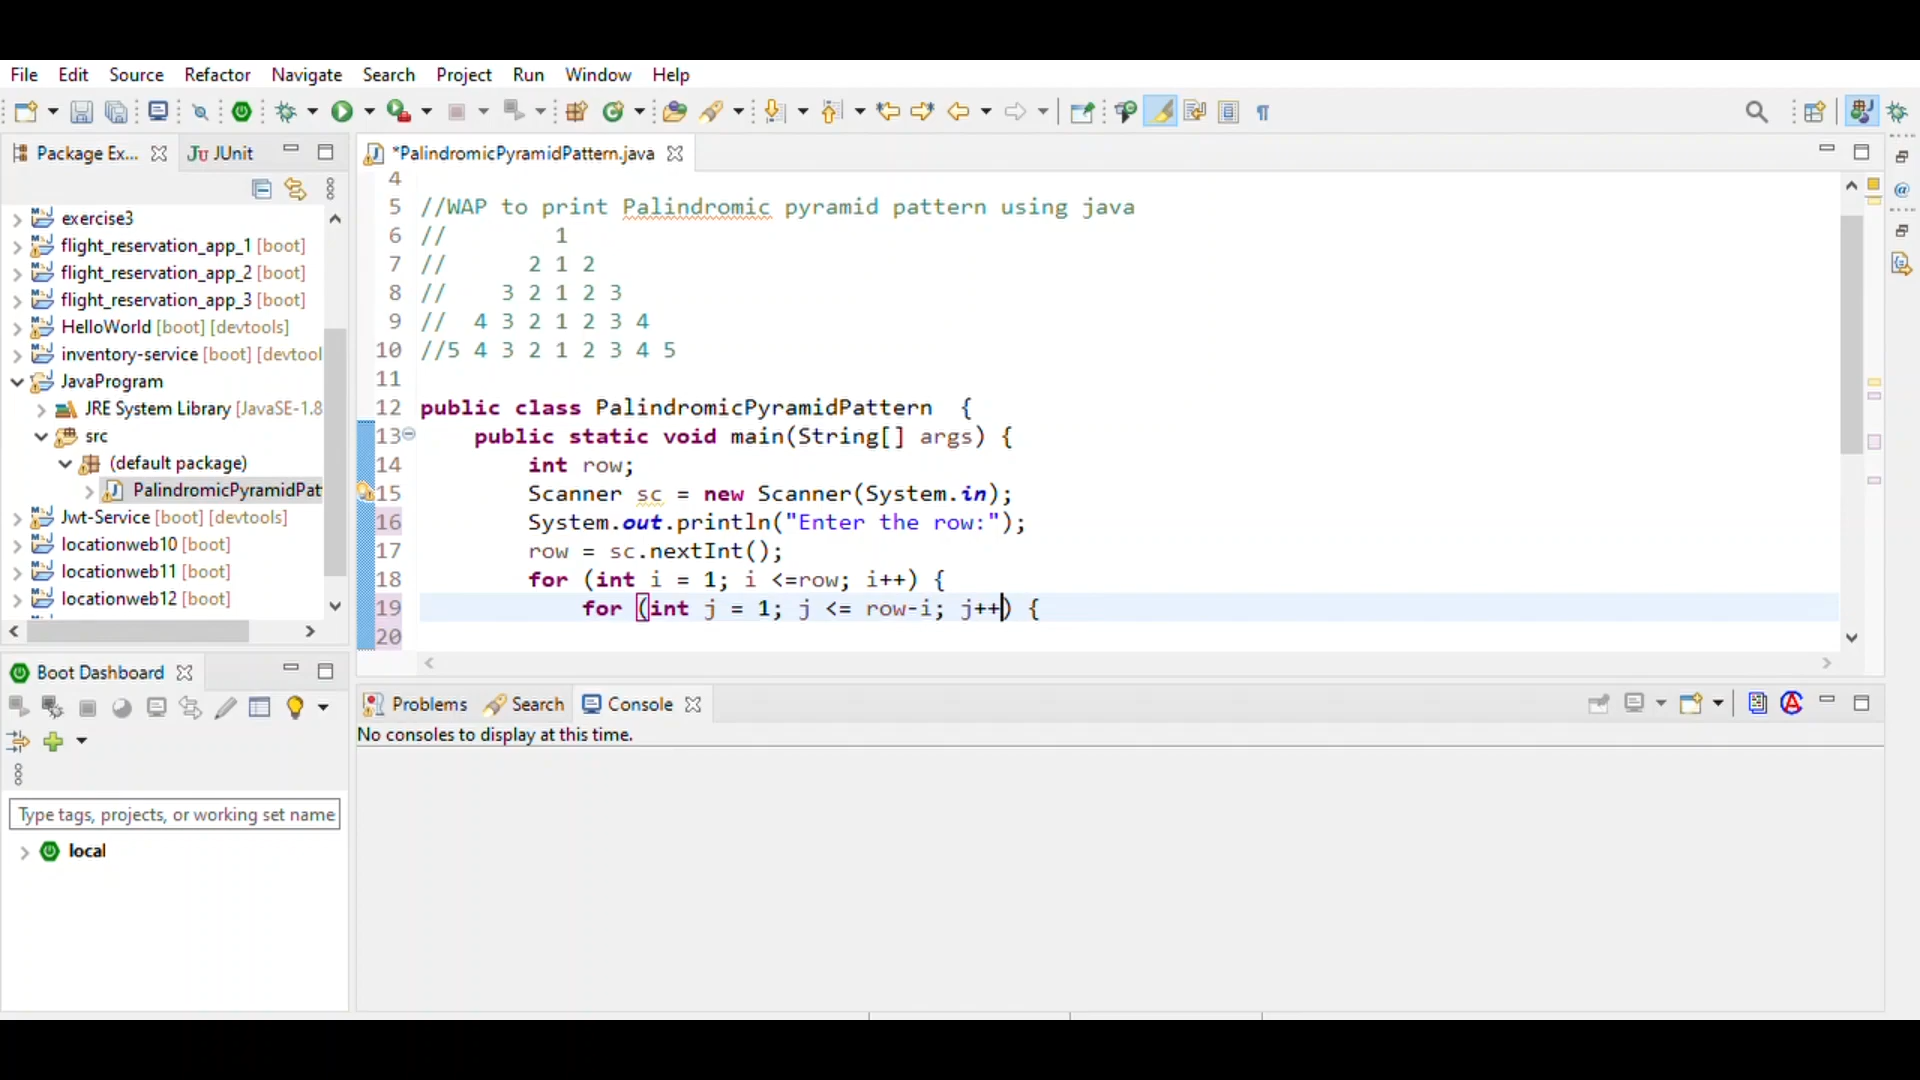 File Edit Source Refactor Navigate Search Project Run Window Help
Package Ex... JUnit
exercise3
flight_reservation_app_1 [boot]
flight_reservation_app_2 [boot]
flight_reservation_app_3 [boot]
HelloWorld [boot] [devtools]
inventory-service [boot] [devtool
JavaProgram
JRE System Library [JavaSE-1.8
src
(default package)
PalindromicPyramidPat
Jwt-Service [boot] [devtools]
locationweb10 [boot]
locationweb11 [boot]
locationweb12 [boot]
*PalindromicPyramidPattern.java
4
5 //WAP to print Palindromic pyramid pattern using java
6 // 1
7 // 2 1 2
8 // 3 2 1 2 3
9 // 4 3 2 1 2 3 4
10 //5 4 3 2 1 2 3 4 5
11
12 public class PalindromicPyramidPattern {
13 public static void main(String[] args) {
14 int row;
15 Scanner sc = new Scanner(System.in);
16 System.out.println("Enter the row:");
17 row = sc.nextInt();
18 for (int i = 1; i <=row; i++) {
19 for (int j = 1; j <= row-i; j++) {
20
Boot Dashboard
Type tags, projects, or working set name
local
Problems Search Console
No consoles to display at this time.